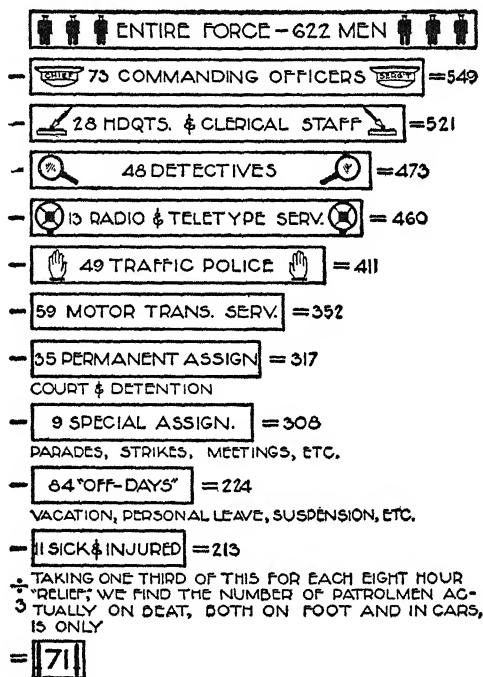 ENTIRE FORCE - 622 MEN
- CHIEF 73 COMMANDING OFFICERS SERG'T =549
- 28 HDQTS. & CLERICAL STAFF =521
- 48 DETECTIVES =473
- 13 RADIO & TELETYPE SERV. = 460
- 49 TRAFFIC POLICE =411
- 59 MOTOR TRANS. SERV. =352
- 35 PERMANENT ASSIGN =317
COURT & DETENTION
- 9 SPECIAL ASSIGN. =308
PARADES, STRIKES, MEETINGS, ETC.
- 84 "OFF-DAYS" =224
VACATION, PERSONAL LEAVE, SUSPENSION, ETC.
- 11 SICK & INJURED =213
÷ 3 TAKING ONE THIRD OF THIS FOR EACH EIGHT HOUR
"RELIEF," WE FIND THE NUMBER OF PATROLMEN AC-
TUALLY ON BEAT, BOTH ON FOOT AND IN CARS,
IS ONLY
= 71